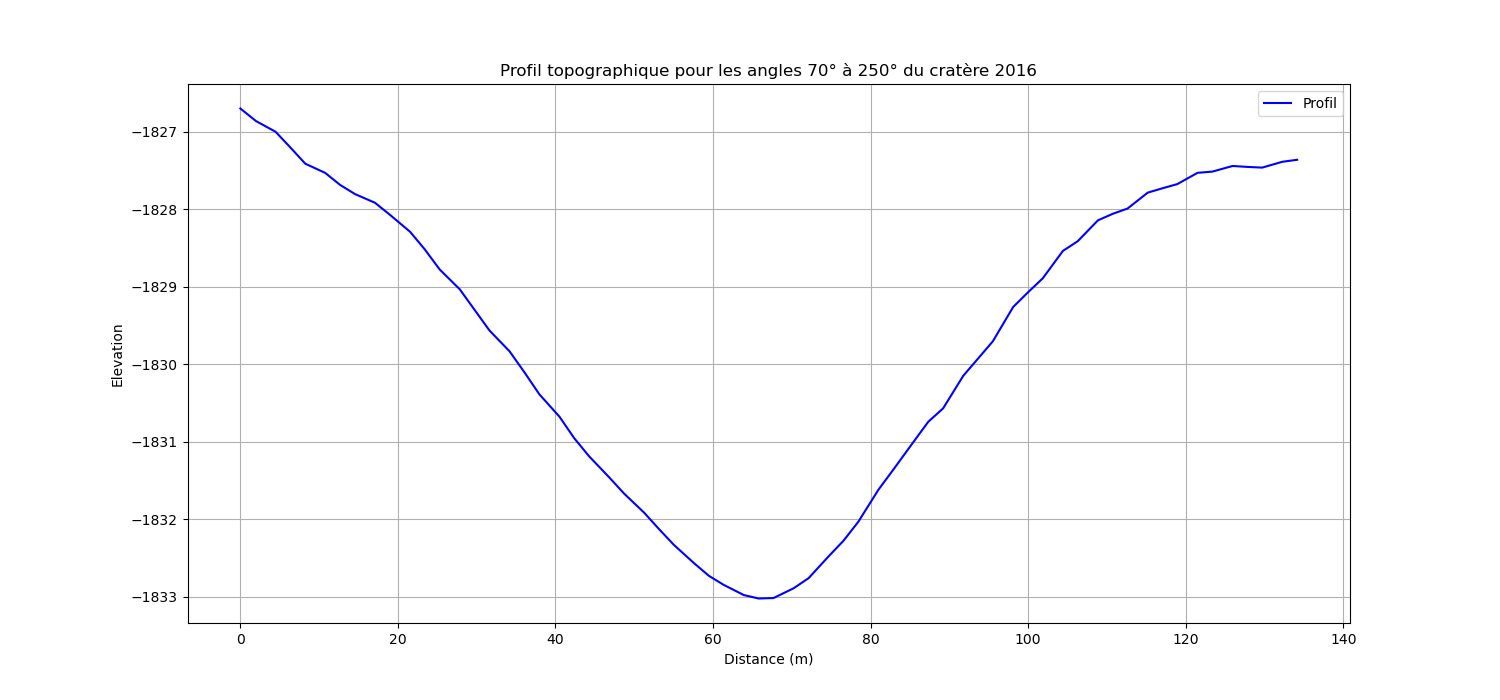 Profil topographique pour les angles 70° à 250° du cratère 2016
Profil
−1827
−1828
−1829
−1830
−1831
−1832
−1833
Elevation
0 20 40 60 80 100 120 140
Distance (m)